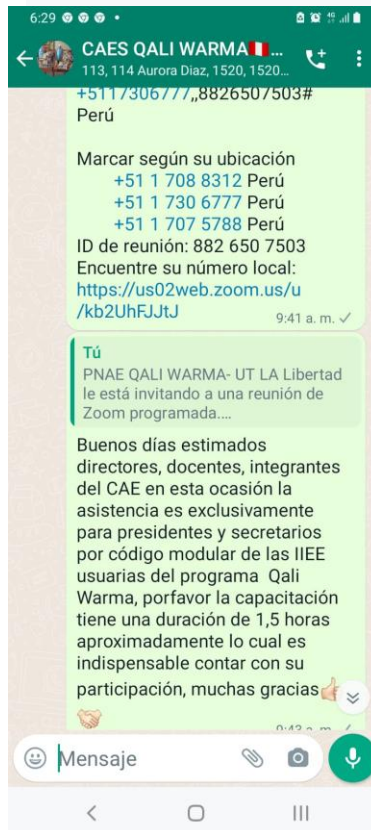 6:29
CAES QALI WARMA🇵🇪...
113, 114 Aurora Diaz, 1520, 1520...
+5117306777,,8826507503#
Perú
Marcar según su ubicación
+51 1 708 8312 Perú
+51 1 730 6777 Perú
+51 1 707 5788 Perú
ID de reunión: 882 650 7503
Encuentre su número local:
https://us02web.zoom.us/u
/kb2UhFJJtJ
9:41 a. m.
Tú
PNAE QALI WARMA- UT LA Libertad
le está invitando a una reunión de
Zoom programada....
Buenos días estimados
directores, docentes, integrantes
del CAE en esta ocasión la
asistencia es exclusivamente
para presidentes y secretarios
por código modular de las IIEE
usuarias del programa Qali
Warma, porfavor la capacitación
tiene una duración de 1,5 horas
aproximadamente lo cual es
indispensable contar con su
participación, muchas gracias👍🏻
🤝🏻
Mensaje